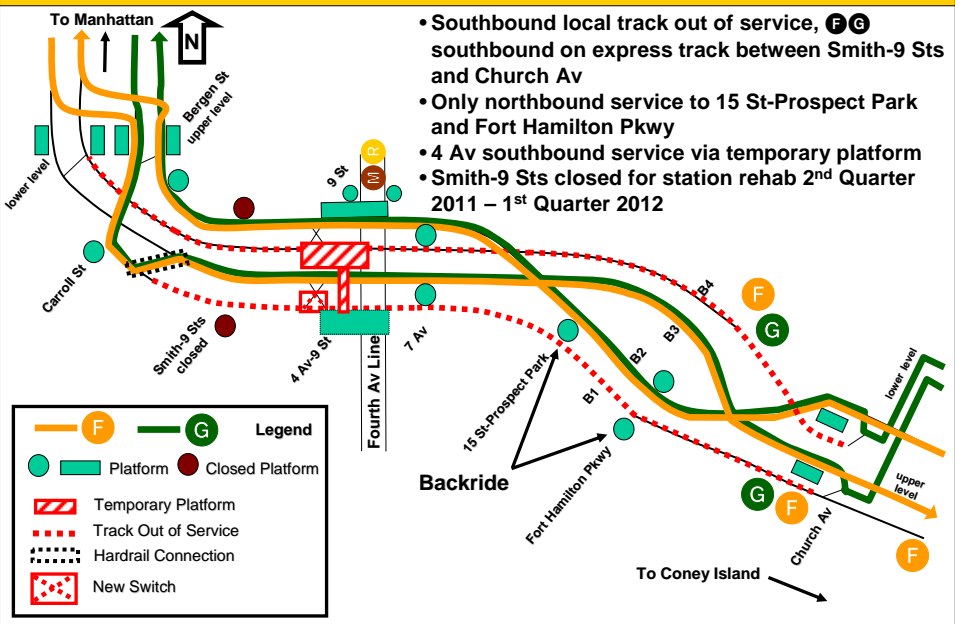 To Manhattan
N
• Southbound local track out of service, F G
southbound on express track between Smith-9 Sts
and Church Av
• Only northbound service to 15 St-Prospect Park
and Fort Hamilton Pkwy
• 4 Av southbound service via temporary platform
• Smith-9 Sts closed for station rehab 2nd Quarter
2011 – 1st Quarter 2012
Bergen St
upper level
lower level
9 St
R
M
Carroll St
Smith-9 Sts
closed
4 Av-9 St
Fourth Av Line
7 Av
15 St-Prospect Park
B4
B3
B2
B1
F
G
lower level
Backride
Fort Hamilton Pkwy
upper
level
G
F
Church Av
F
To Coney Island
F
G
Legend
Platform
Closed Platform
Temporary Platform
Track Out of Service
Hardrail Connection
New Switch